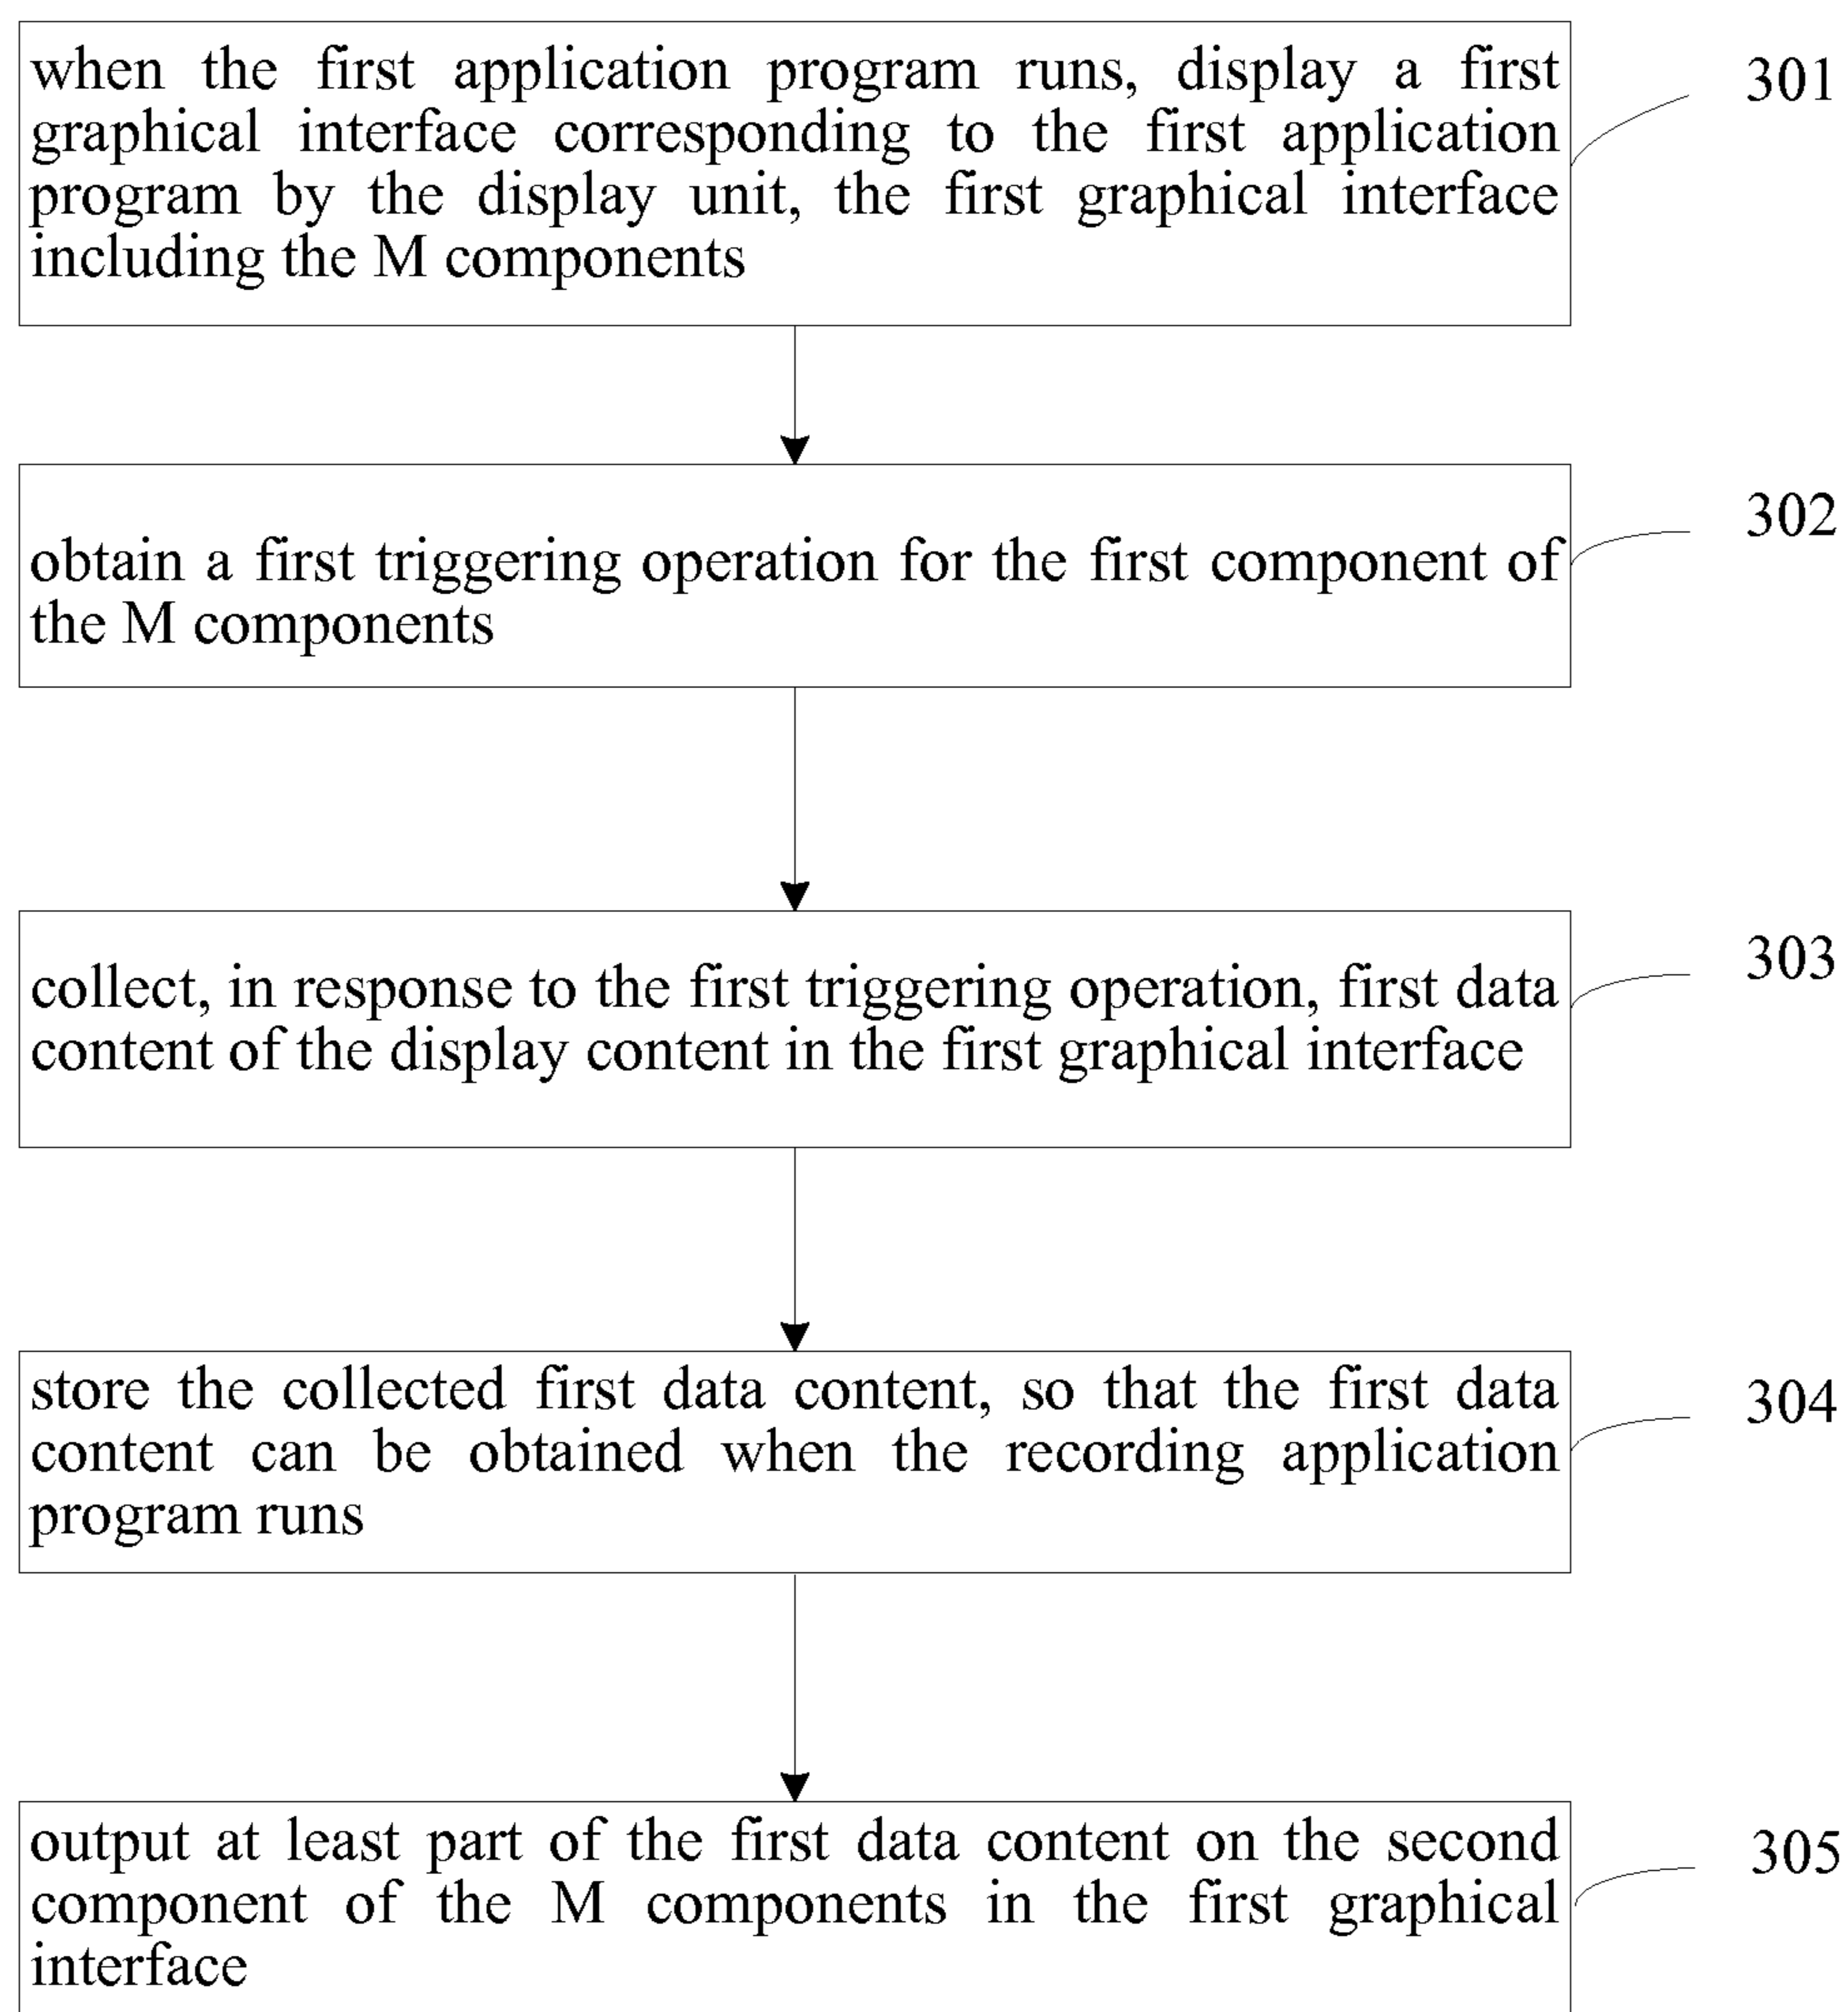 when the first application program runs, display a first
graphical interface corresponding to the first application
program by the display unit, the first graphical interface
including the M components
301
obtain a first triggering operation for the first component of
the M components
302
collect, in response to the first triggering operation, first data
content of the display content in the first graphical interface
303
store the collected first data content, so that the first data
content can be obtained when the recording application
program runs
304
output at least part of the first data content on the second
component of the M components in the first graphical
interface
305